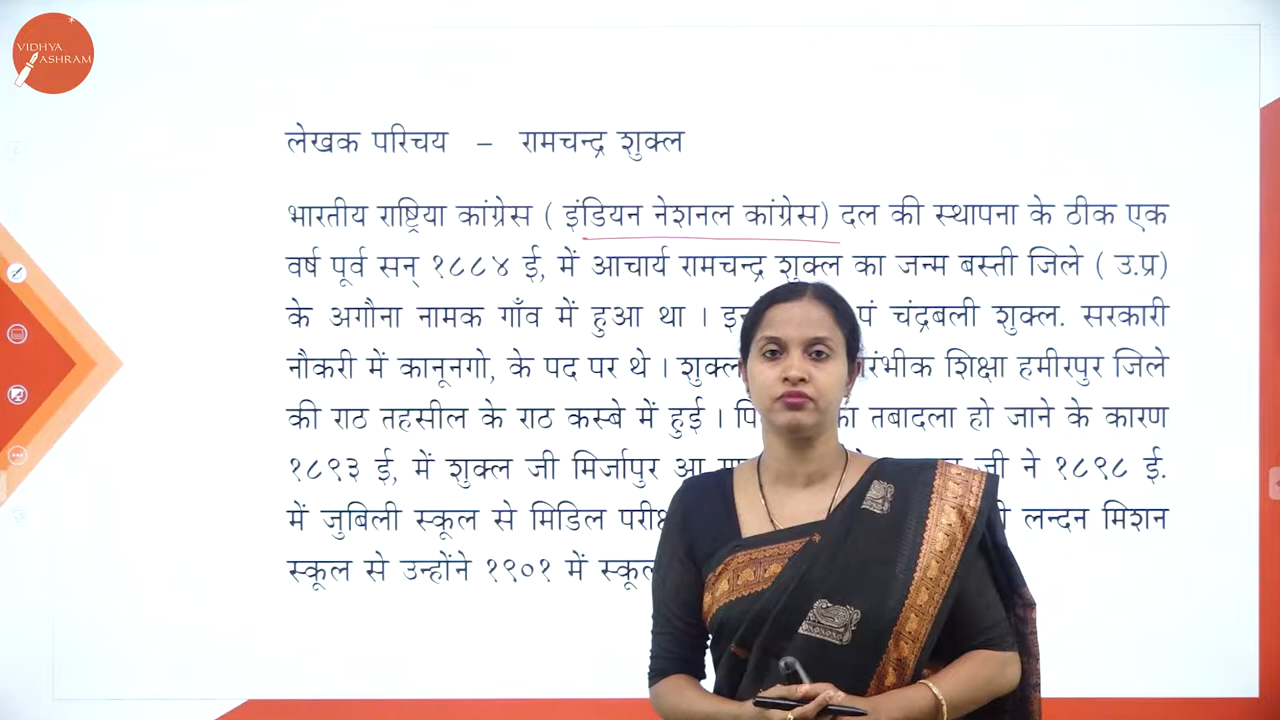 VIDHYA
ASHRAM
लेखक परिचय – रामचन्द्र शुक्ल
भारतीय राष्ट्रिया कांग्रेस ( इंडियन नेशनल कांग्रेस) दल की स्थापना के ठीक एक
वर्ष पूर्व सन् १८८४ ई, में आचार्य रामचन्द्र शुक्ल का जन्म बस्ती जिले ( उ.प्र)
के अगौना नामक गाँव में हुआ था । पं चंद्रबली शुक्ल. सरकारी
नौकरी में कानूनगो, के पद पर थे । शुक्ल शिक्षा हमीरपुर जिले
की राठ तहसील के राठ कस्बे में हुई । तबादला हो जाने के कारण
१८९३ ई, में शुक्ल जी मिर्जापुर आ जी ने १८९८ ई.
में जुबिली स्कूल से मिडिल लन्दन मिशन
स्कूल से उन्होंने १९०१ में